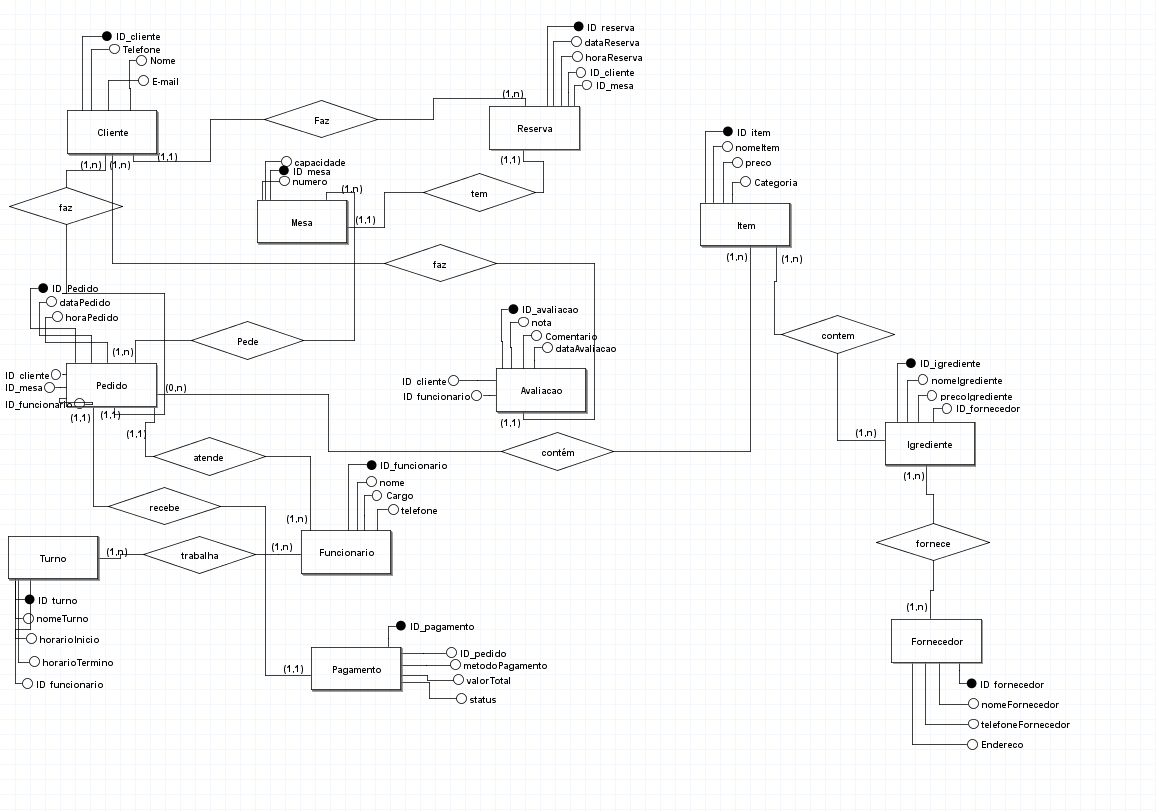 ID_cliente
Telefone
Nome
E-mail
Cliente
(1,1)
(1,n)
(1,n)
Faz
(1,n)
ID_reserva
dataReserva
horaReserva
ID_cliente
ID_mesa
Reserva
(1,1)
tem
capacidade
ID_mesa
numero
(1,n)
Mesa
(1,1)
faz
faz
ID_item
nomeItem
preco
Categoria
Item
(1,n)
(1,n)
contem
ID_Pedido
dataPedido
horaPedido
(1,n)
Pede
ID_cliente
ID_mesa
ID_funcionario
Pedido
(0,n)
(1,1)
(1,1)
(1,1)
ID_avaliacao
nota
Comentario
dataAvaliacao
ID_cliente
ID_funcionario
Avaliacao
(1,1)
contém
ID_igrediente
nomeIgrediente
precoIgrediente
ID_fornecedor
(1,n)
Igrediente
(1,n)
atende
ID_funcionario
nome
Cargo
telefone
recebe
(1,n)
Turno
(1,n)
trabalha
(1,n)
Funcionario
fornece
ID_turno
nomeTurno
horarioInicio
horarioTermino
ID_funcionario
(1,n)
Fornecedor
ID_pagamento
ID_pedido
metodoPagamento
valorTotal
status
(1,1)
Pagamento
ID_fornecedor
nomeFornecedor
telefoneFornecedor
Endereco